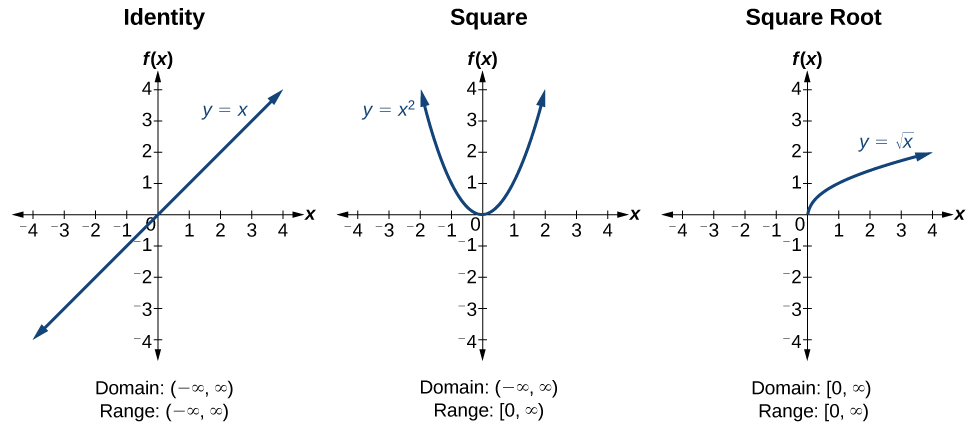 Identity
f(x)
y = x
4
3
2
1
0
⁻4 ⁻3 ⁻2 ⁻1 1 2 3 4 x
⁻1
⁻2
⁻3
⁻4
Domain: (−∞, ∞)
Range: (−∞, ∞)
Square
f(x)
y = x²
4
3
2
1
0
⁻4 ⁻3 ⁻2 ⁻1 1 2 3 4 x
⁻1
⁻2
⁻3
⁻4
Domain: (−∞, ∞)
Range: [0, ∞)
Square Root
f(x)
y = √x
4
3
2
1
0
⁻4 ⁻3 ⁻2 ⁻1 1 2 3 4 x
⁻1
⁻2
⁻3
⁻4
Domain: [0, ∞)
Range: [0, ∞)